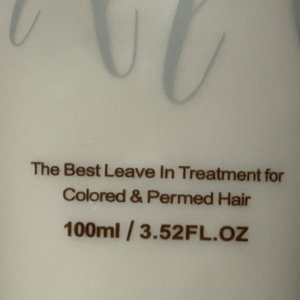 The Best Leave In Treatment for
Colored & Permed Hair
100ml / 3.52FL.OZ